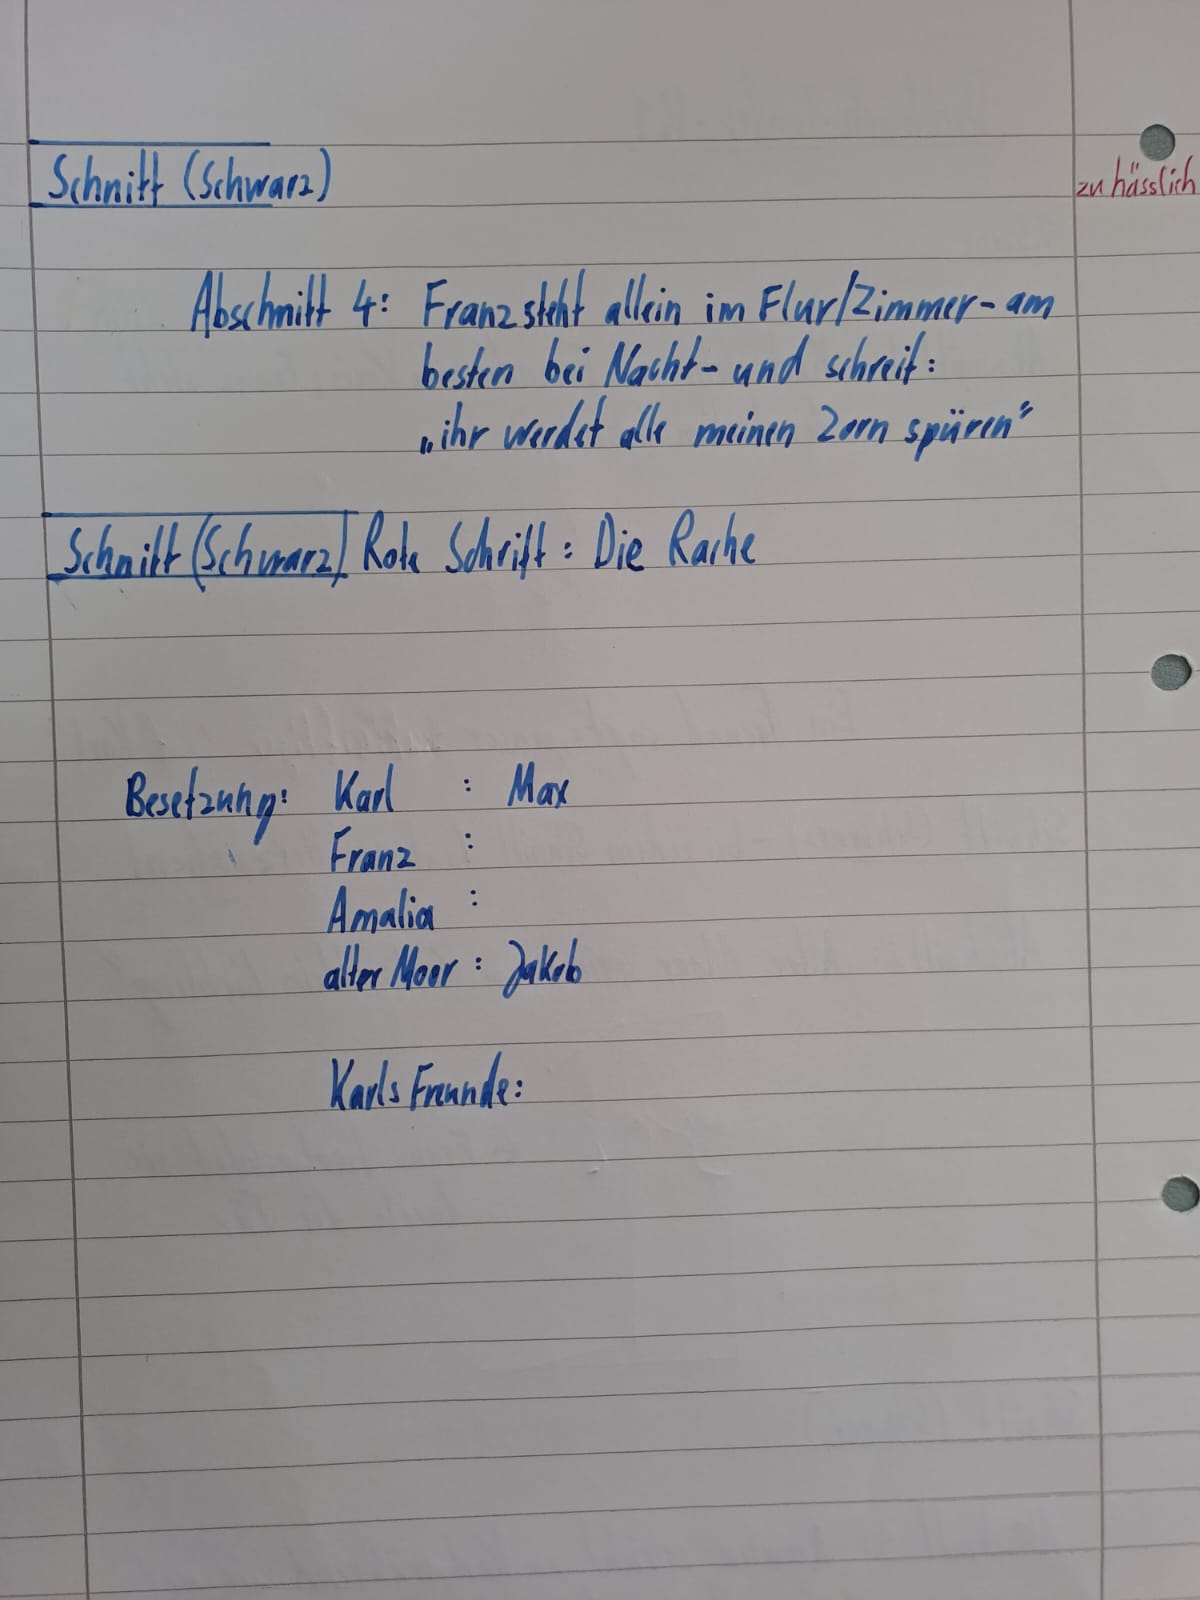 Schnitt (Schwarz)
zu hässlich
Abschnitt 4: Franz steht allein im Flur/Zimmer - am
besten bei Nacht - und schreit:
„ihr werdet alle meinen Zorn spüren“
Schnitt (Schwarz) Rote Schrift: Die Rache
Besetzung: Karl : Max
Franz :
Amalia :
alter Moor : Jakob
Karls Freunde: